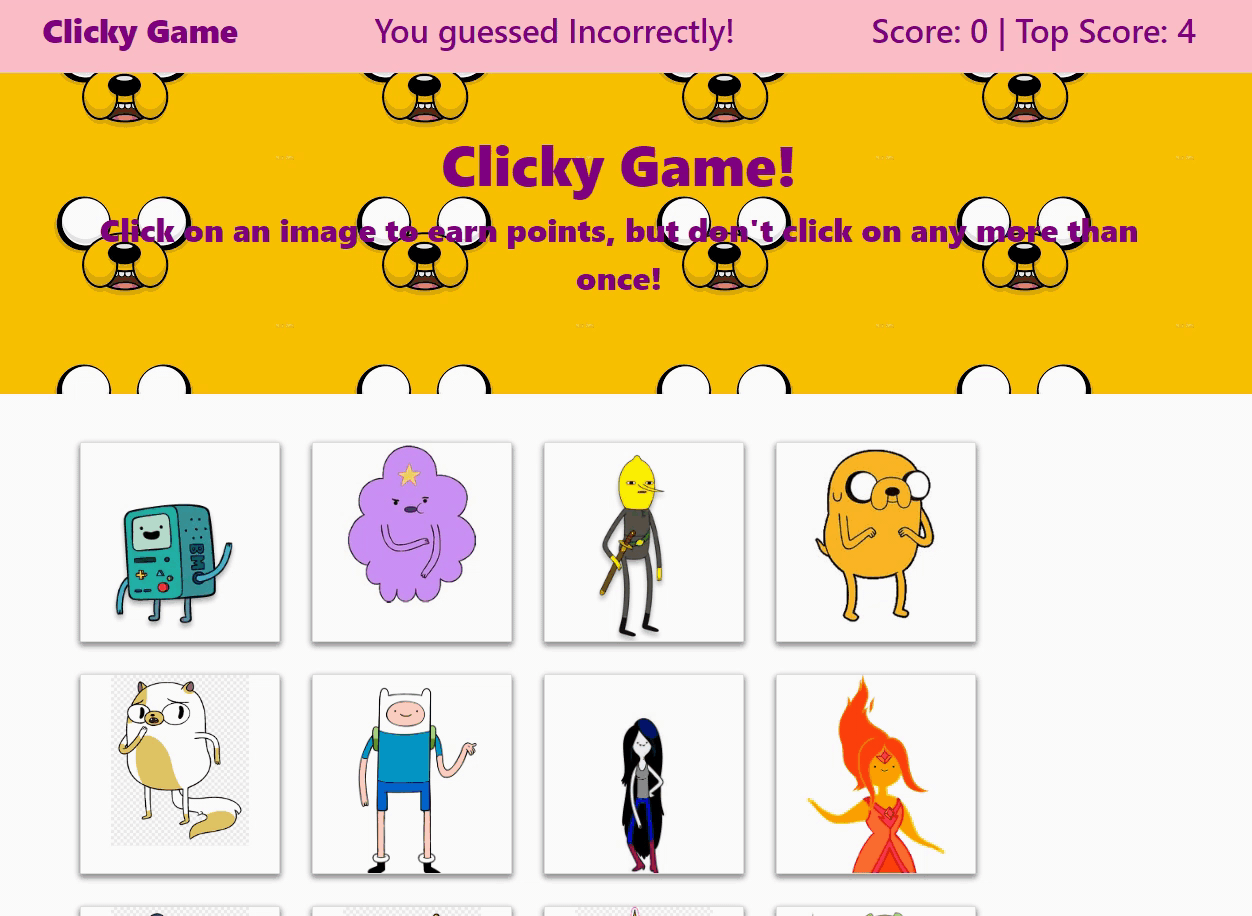 Clicky Game
You guessed Incorrectly!
Score: 0 | Top Score: 4
Clicky Game!
Click on an image to earn points, but don't click on any more than
once!
BMO